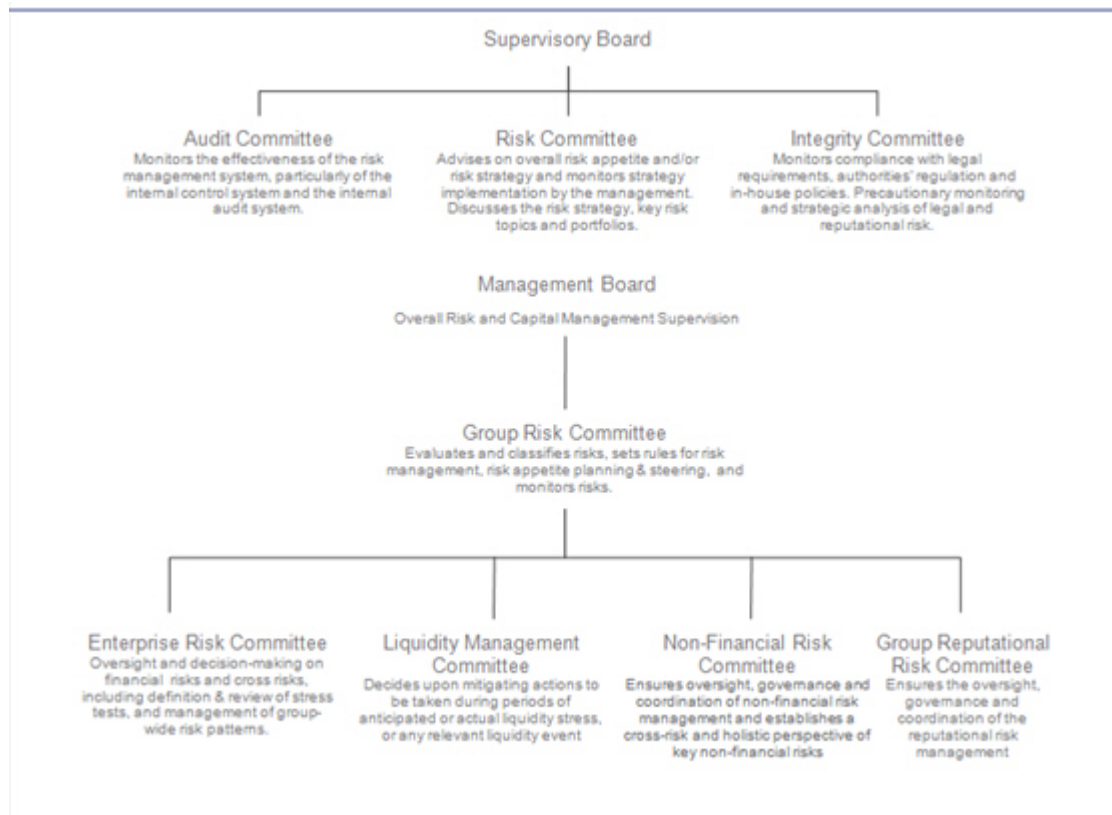 Supervisory Board
Audit Committee
Monitors the effectiveness of the risk
management system, particularly of the
internal control system and the internal
audit system.
Risk Committee
Advises on overall risk appetite and/or
risk strategy and monitors strategy
implementation by the management.
Discusses the risk strategy, key risk
topics and portfolios.
Integrity Committee
Monitors compliance with legal
requirements, authorities' regulation and
in-house policies. Precautionary monitoring
and strategic analysis of legal and
reputational risk.
Management Board
Overall Risk and Capital Management Supervision
Group Risk Committee
Evaluates and classifies risks, sets rules for risk
management, risk appetite planning & steering, and
monitors risks.
Enterprise Risk Committee
Oversight and decision-making on
financial risks and cross risks,
including definition & review of stress
tests, and management of group-
wide risk patterns.
Liquidity Management
Committee
Decides upon mitigating actions to
be taken during periods of
anticipated or actual liquidity stress,
or any relevant liquidity event
Non-Financial Risk
Committee
Ensures oversight, governance and
coordination of non-financial risk
management and establishes a
cross-risk and holistic perspective of
key non-financial risks
Group Reputational
Risk Committee
Ensures the oversight,
governance and
coordination of the
reputational risk
management